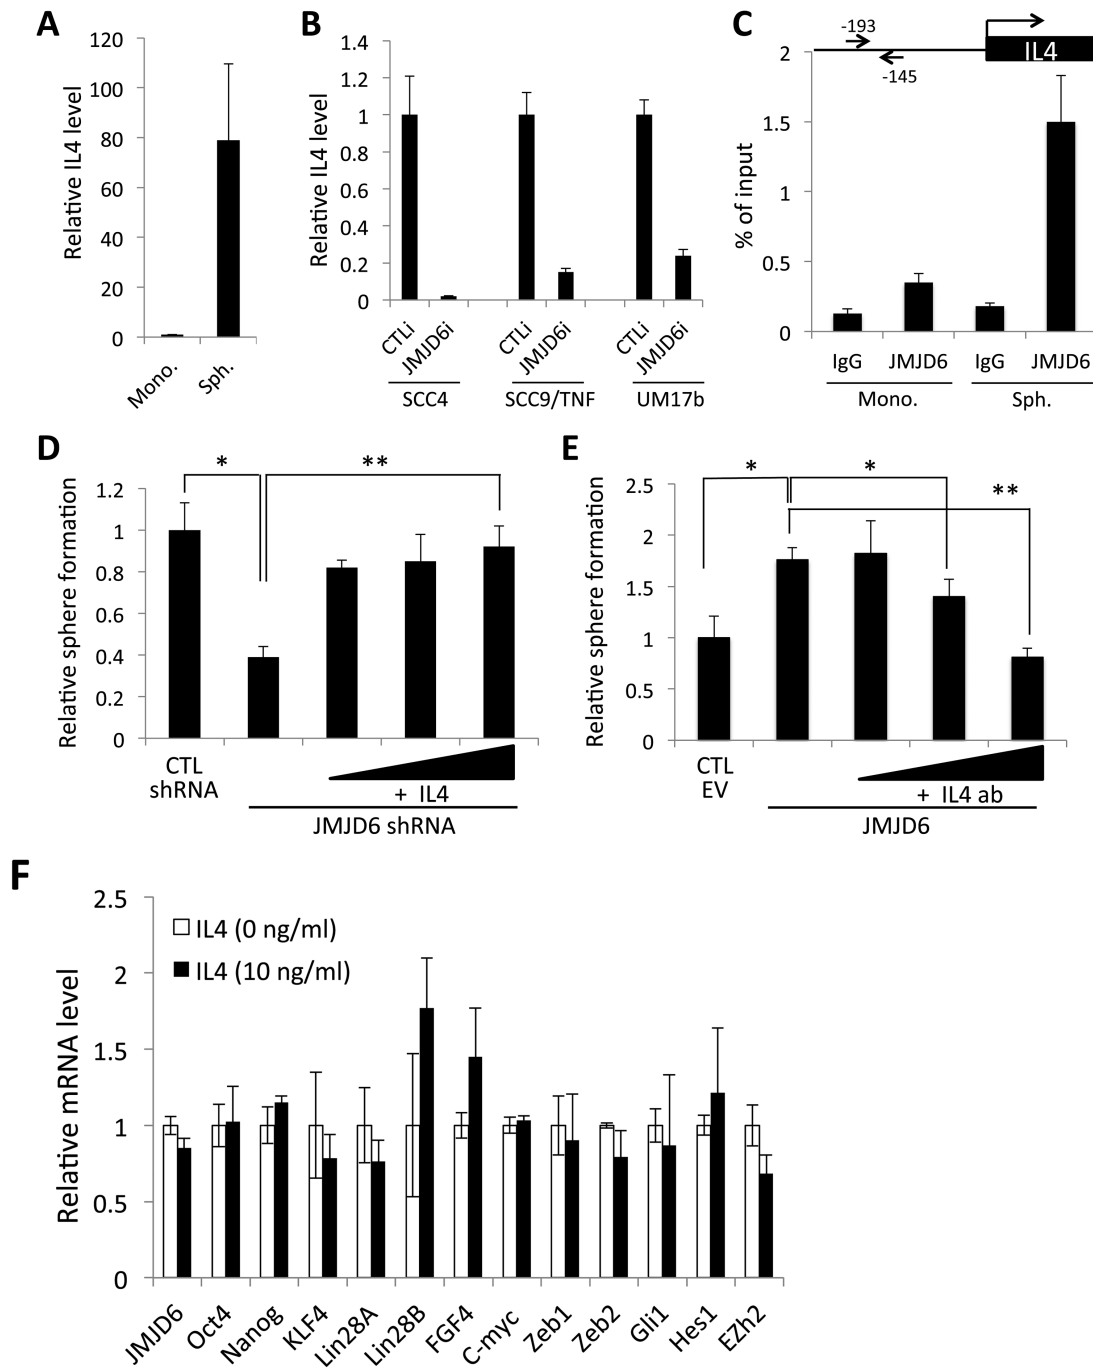 A
Relative IL4 level
120
100
80
60
40
20
0
Mono.
Sph.
B
Relative IL4 level
1.4
1.2
1
0.8
0.6
0.4
0.2
0
CTLi
JMJD6i
CTLi
JMJD6i
CTLi
JMJD6i
SCC4
SCC9/TNF
UM17b
C
-193
-145
IL4
% of input
2
1.5
1
0.5
0
IgG
JMJD6
IgG
JMJD6
Mono.
Sph.
D
Relative sphere formation
1.2
1
0.8
0.6
0.4
0.2
0
*
**
CTL
shRNA
+ IL4
JMJD6 shRNA
E
Relative sphere formation
2.5
2
1.5
1
0.5
0
*
*
**
CTL
EV
+ IL4 ab
JMJD6
F
Relative mRNA level
2.5
2
1.5
1
0.5
0
IL4 (0 ng/ml)
IL4 (10 ng/ml)
JMJD6
Oct4
Nanog
KLF4
Lin28A
Lin28B
FGF4
C-myc
Zeb1
Zeb2
Gli1
Hes1
EZh2